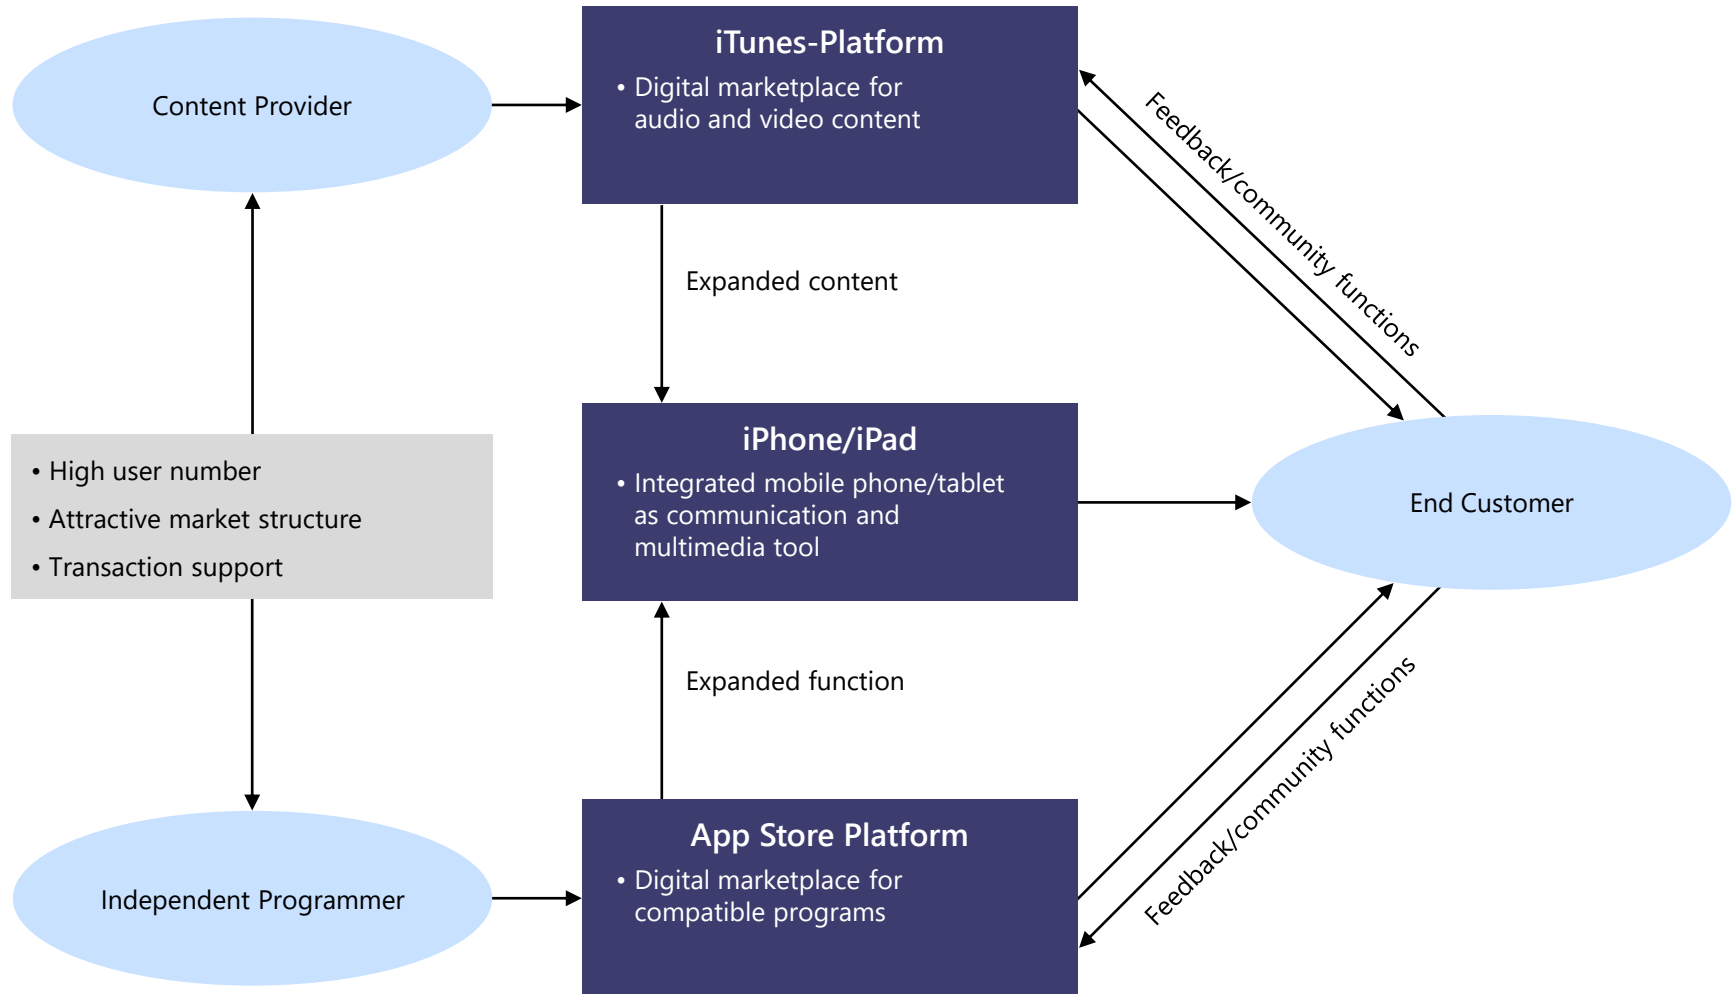 iTunes-Platform
• Digital marketplace for
audio and video content
Content Provider
Feedback/community functions
Expanded content
iPhone/iPad
• Integrated mobile phone/tablet
as communication and
multimedia tool
• High user number
• Attractive market structure
• Transaction support
End Customer
Expanded function
Feedback/community functions
App Store Platform
• Digital marketplace for
compatible programs
Independent Programmer